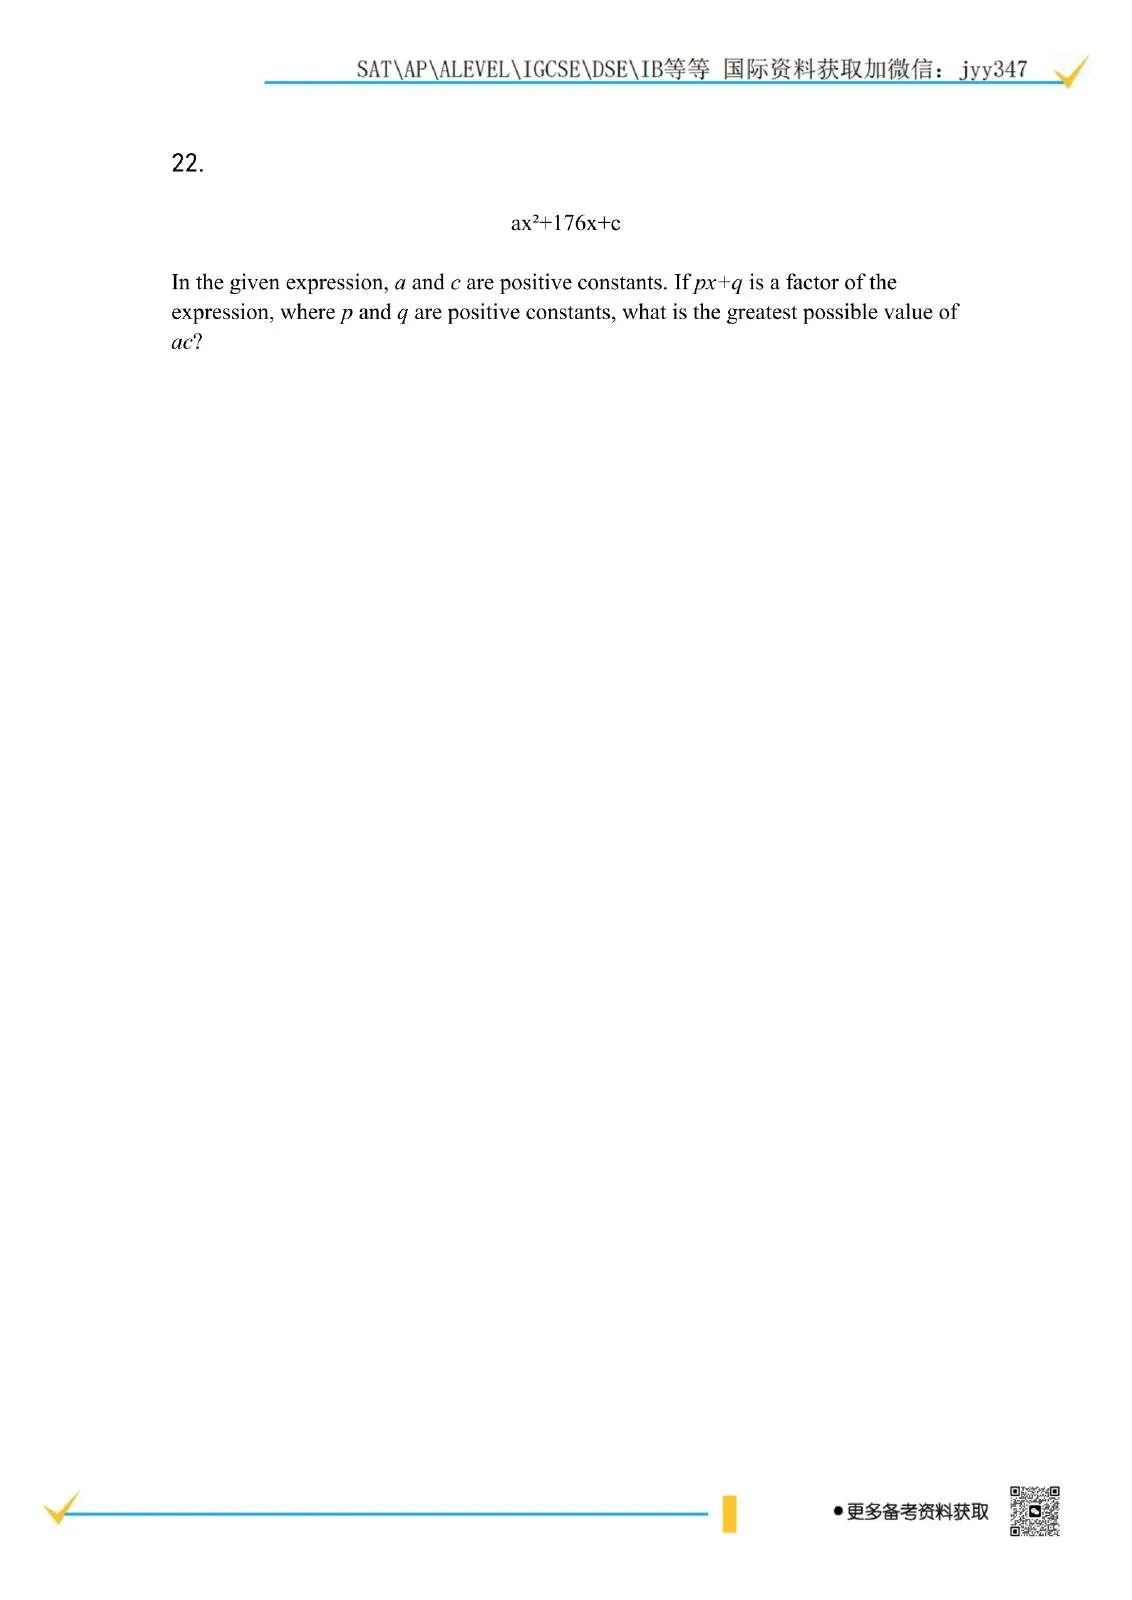 SAT\AP\ALEVEL\IGCSE\DSE\IB等等 国际资料获取加微信：jyy347
22.
ax²+176x+c
In the given expression, a and c are positive constants. If px+q is a factor of the
expression, where p and q are positive constants, what is the greatest possible value of
ac?
●更多备考资料获取